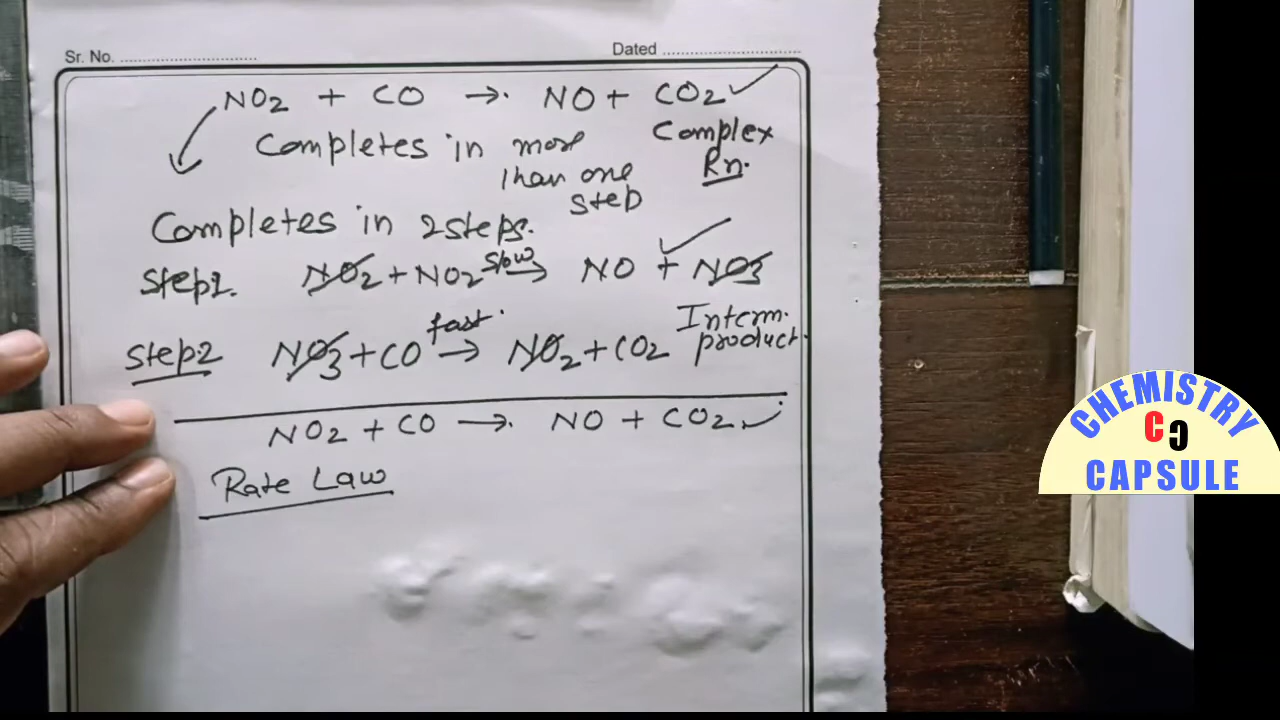 Sr. No. ........................................ Dated ........................................
NO2 + CO →. NO + CO2 ✓
Completes in more than one step
Complex Rn.
Completes in 2 steps.
Step1. NO2 + NO2 slow→ NO + NO3
Interm. product
Step2 NO3 + CO fast→ NO2 + CO2
NO2 + CO →. NO + CO2. ✓
Rate Law
CHEMISTRY
CC
CAPSULE